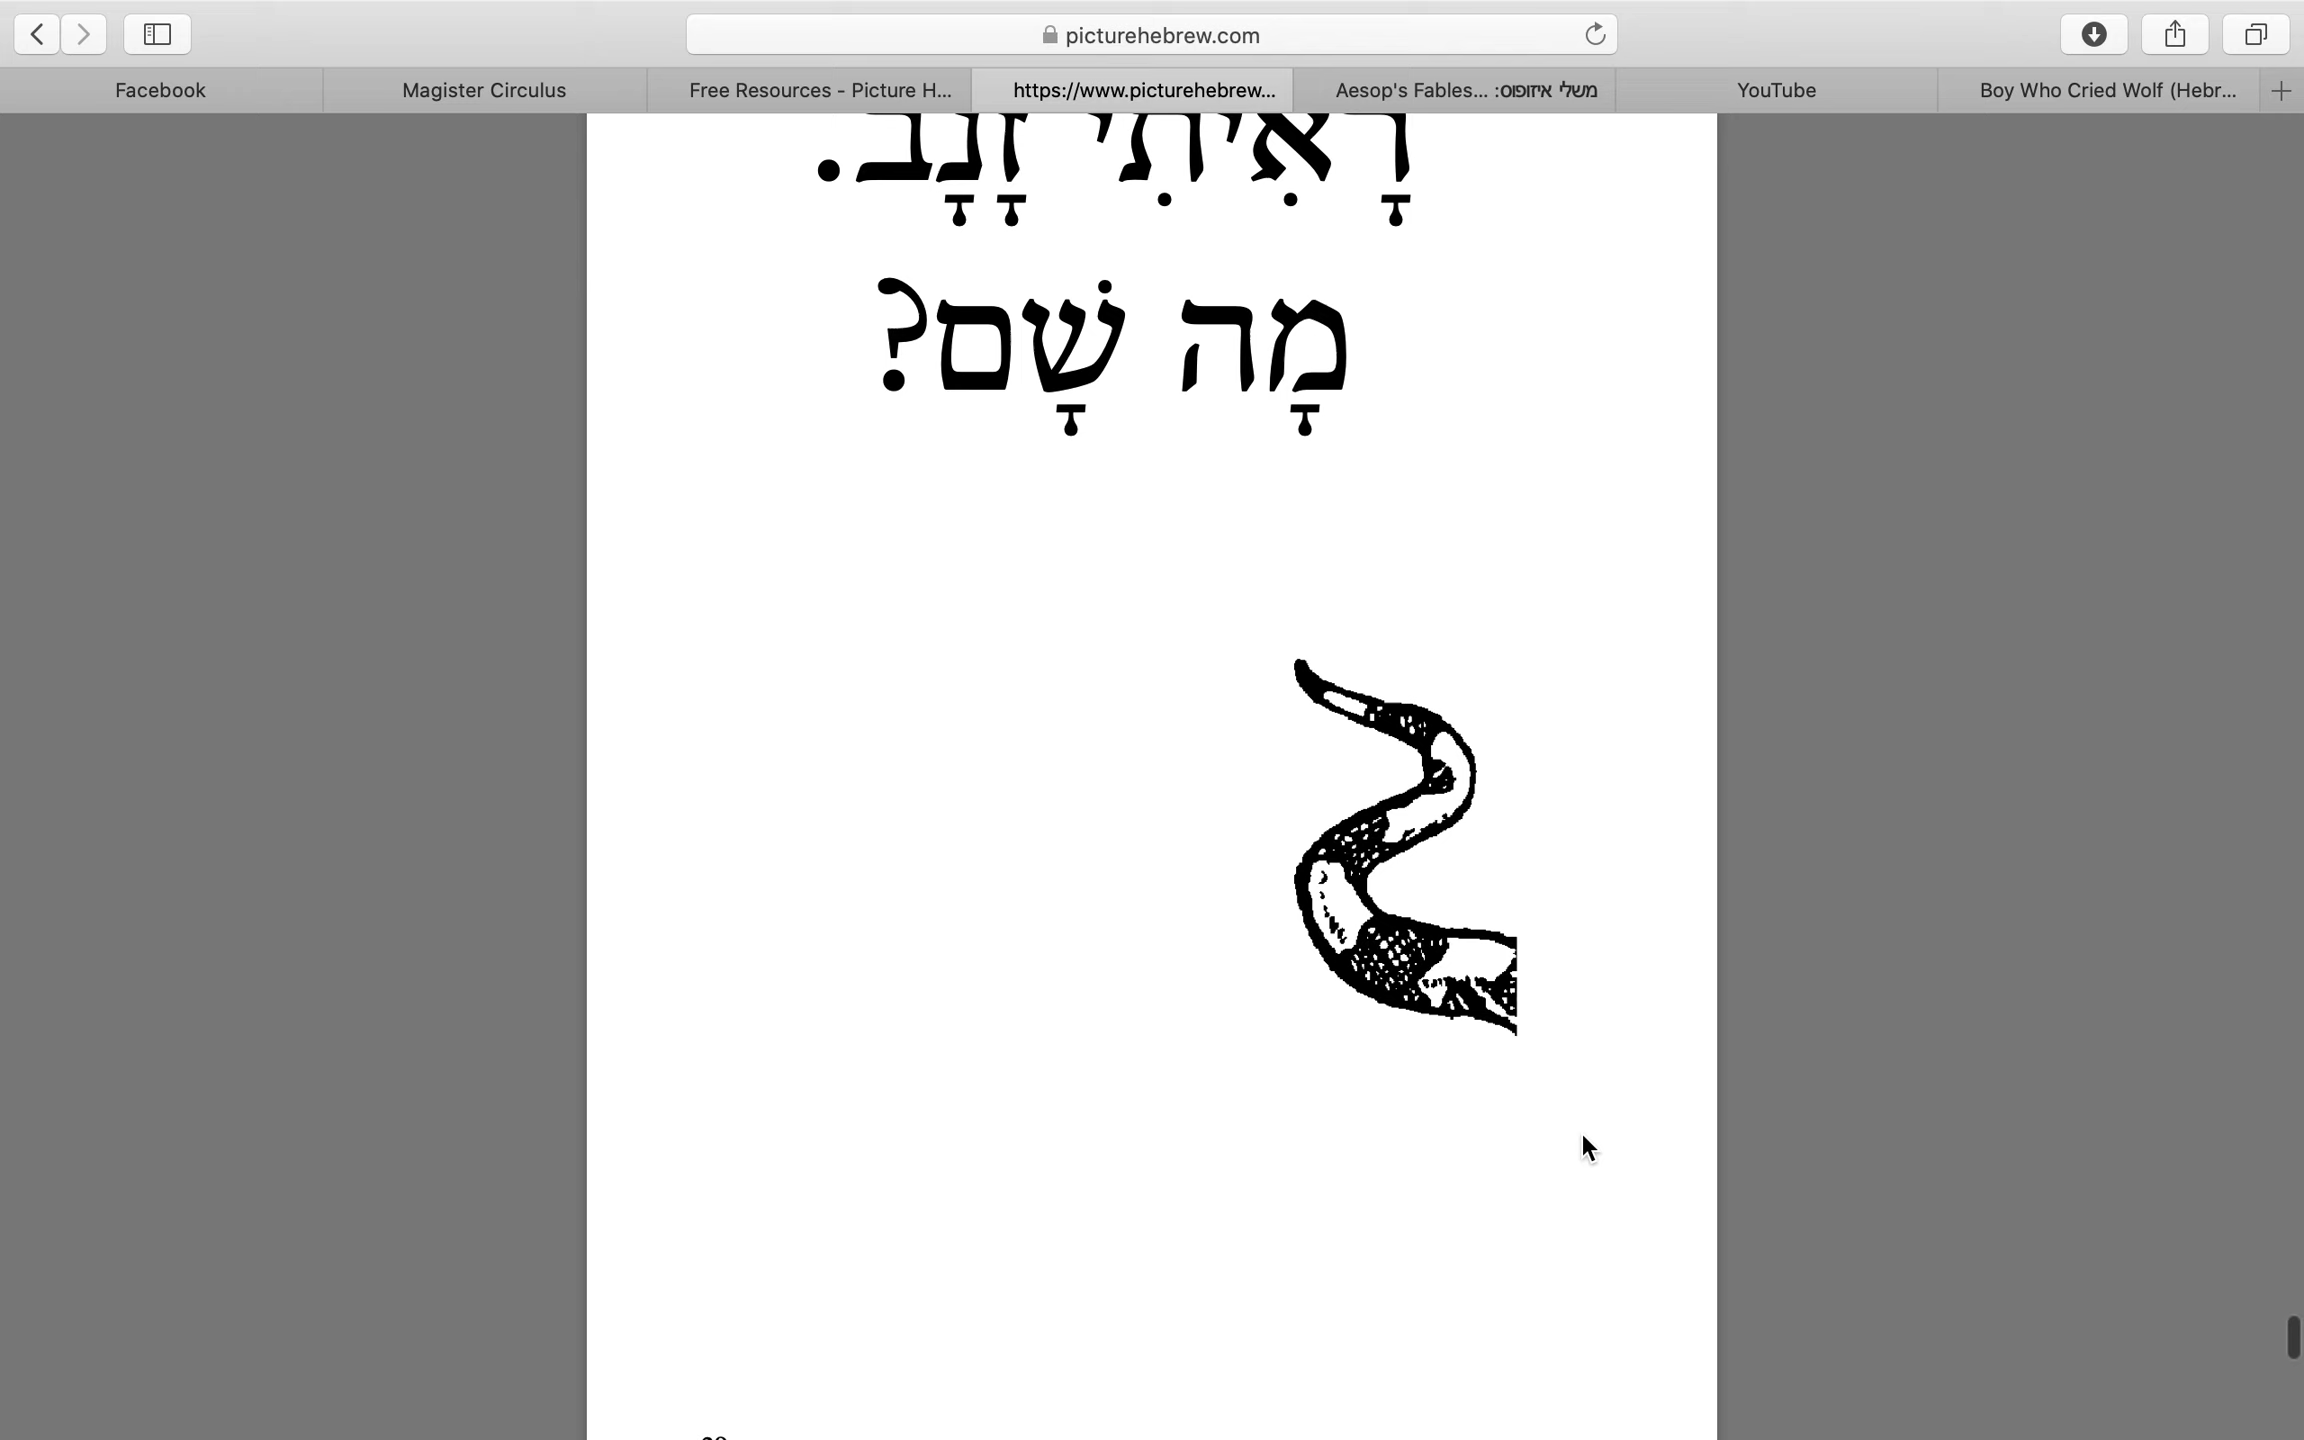 picturehebrew.com
Facebook
Magister Circulus
Free Resources - Picture H...
https://www.picturehebrew...
Aesop's Fables... :משלי איזופוס
YouTube
Boy Who Cried Wolf (Hebr...
רָאִיתִי זָנָב.
מָה שָׁם?